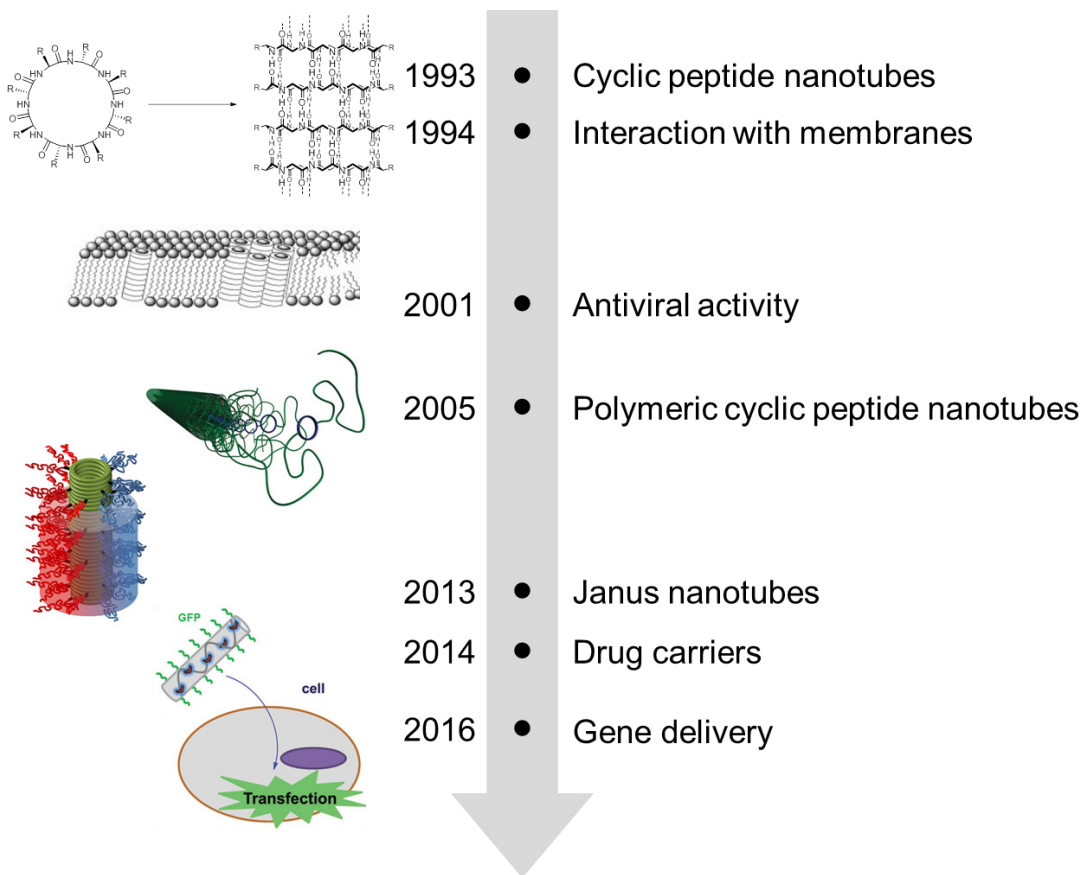 1993 • Cyclic peptide nanotubes
1994 • Interaction with membranes
2001 • Antiviral activity
2005 • Polymeric cyclic peptide nanotubes
2013 • Janus nanotubes
GFP
2014 • Drug carriers
cell
2016 • Gene delivery
Transfection